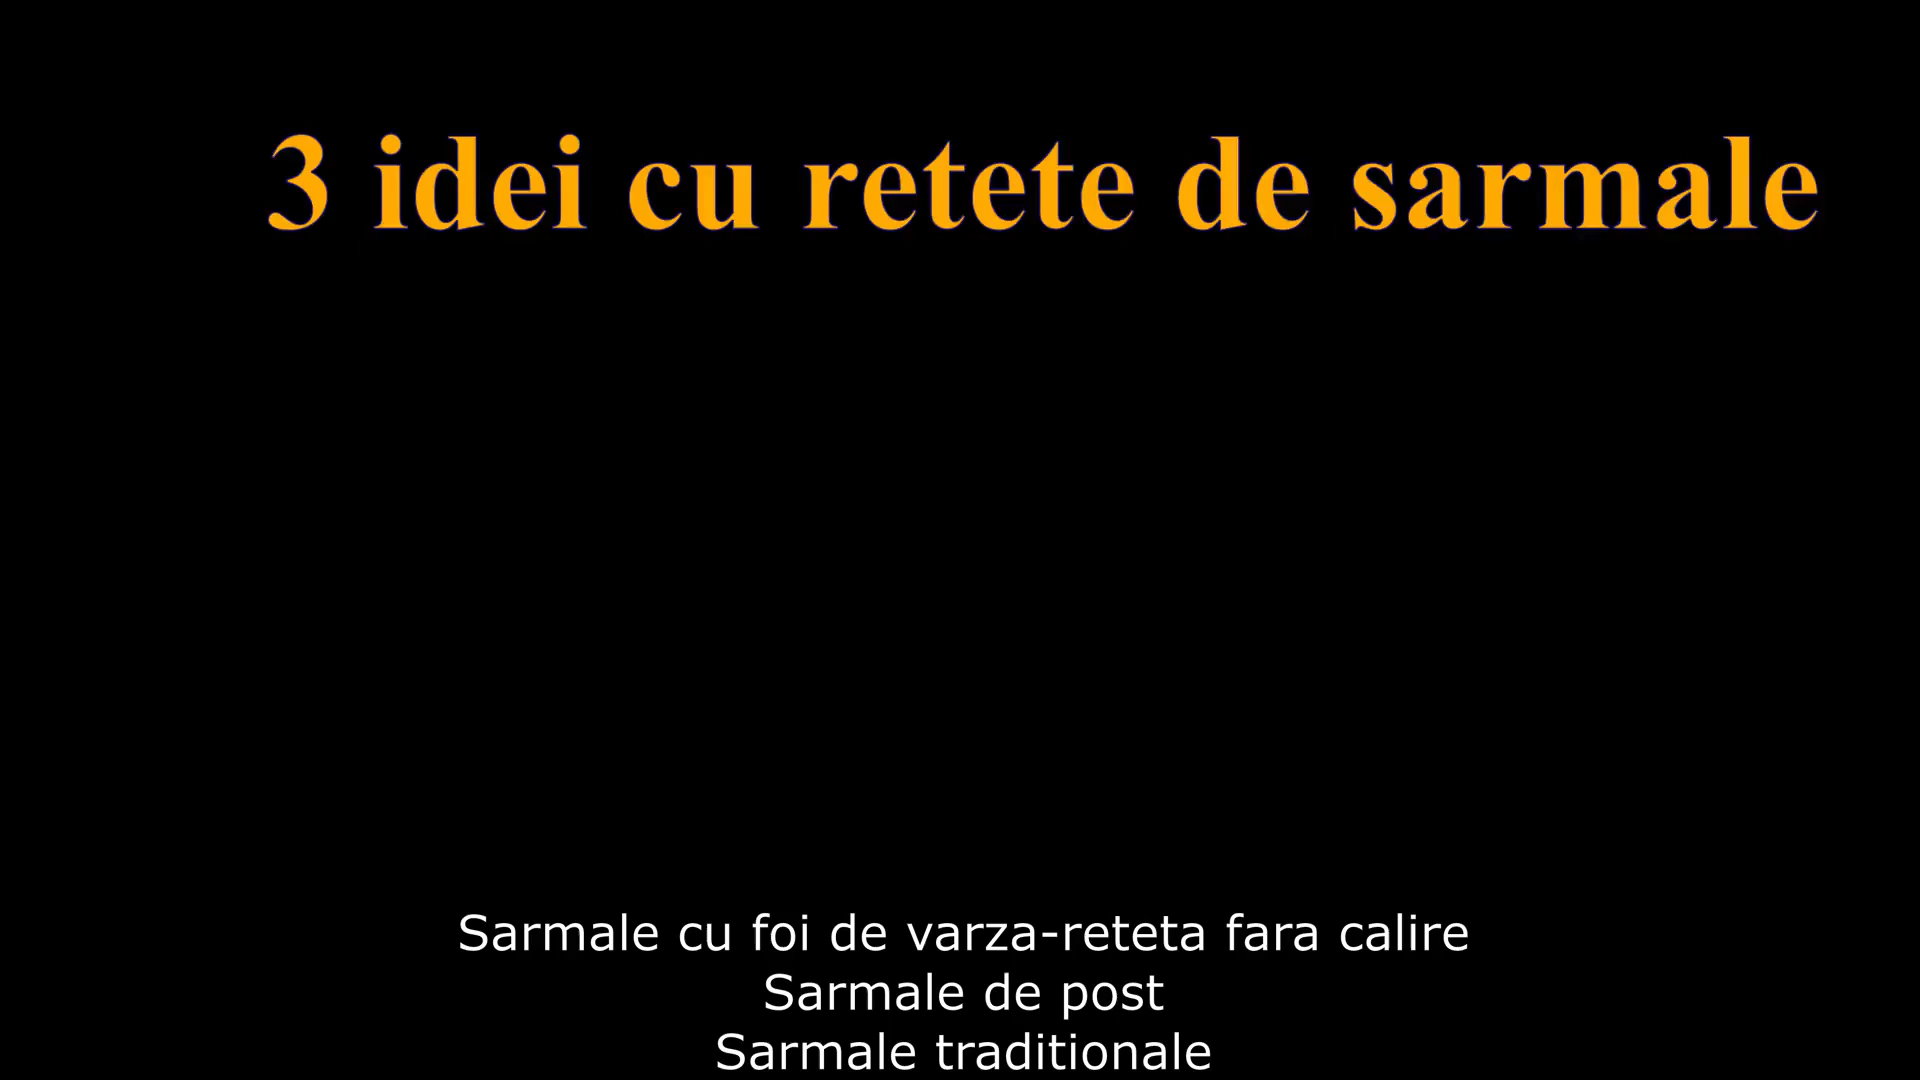 3 idei cu retete de sarmale
Sarmale cu foi de varza-reteta fara calire
Sarmale de post
Sarmale traditionale